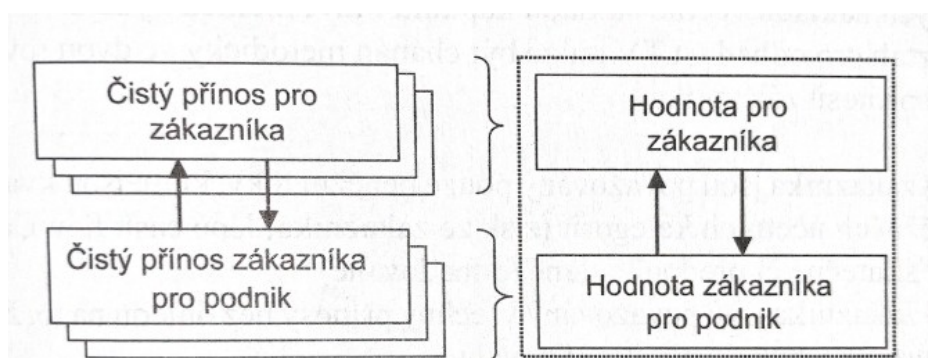 Čistý přínos pro
zákazníka
Hodnota pro
zákazníka
Čistý přínos zákazníka
pro podnik
Hodnota zákazníka
pro podnik